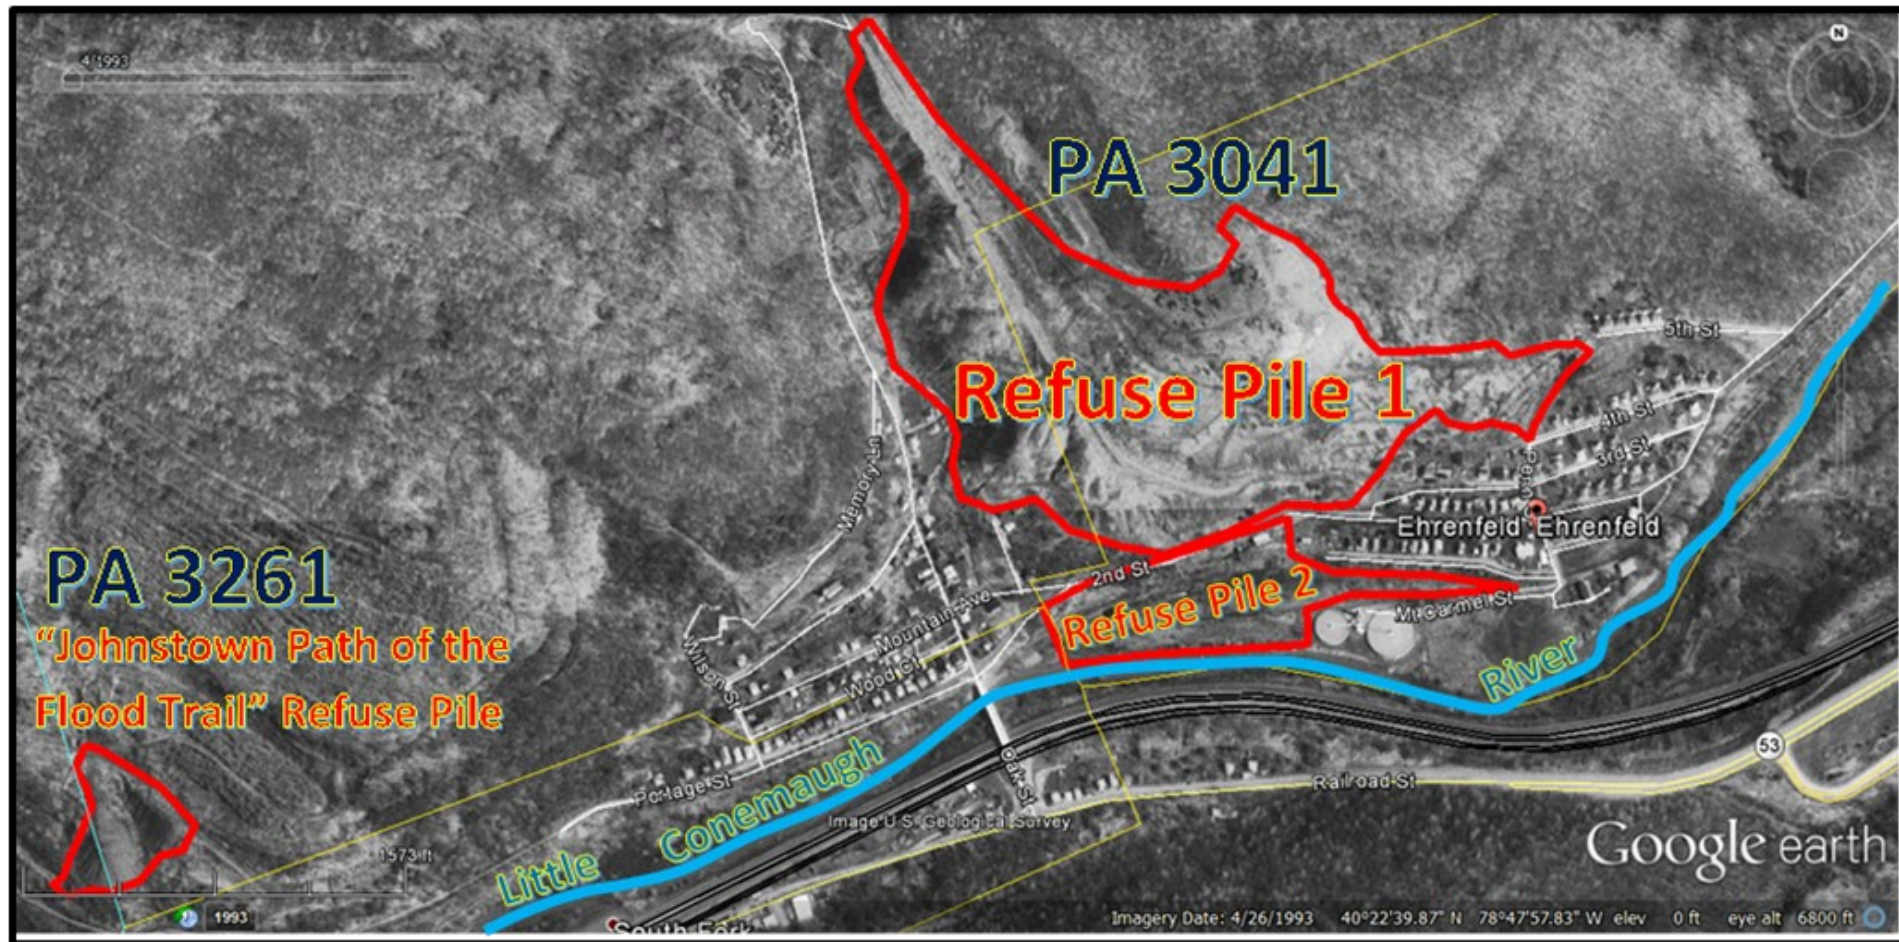 4/1993
N
PA 3041
5th St
Refuse Pile 1
4th St
3rd St
Memory Ln
Ehrenfeld Ehrenfeld
PA 3261
2nd St
Refuse Pile 2
Mt Carmel St
Mountain Ave
“Johnstown Path of the
Flood Trail” Refuse Pile
Wilson St
Wood Ct
River
53
Oak St
Portage St
Railroad St
Little Conemaugh
Image U.S. Geological Survey
1573 ft
Google earth
1993
South Fork
Imagery Date: 4/26/1993 40°22'39.87" N 78°47'57.83" W elev 0 ft eye alt 6800 ft